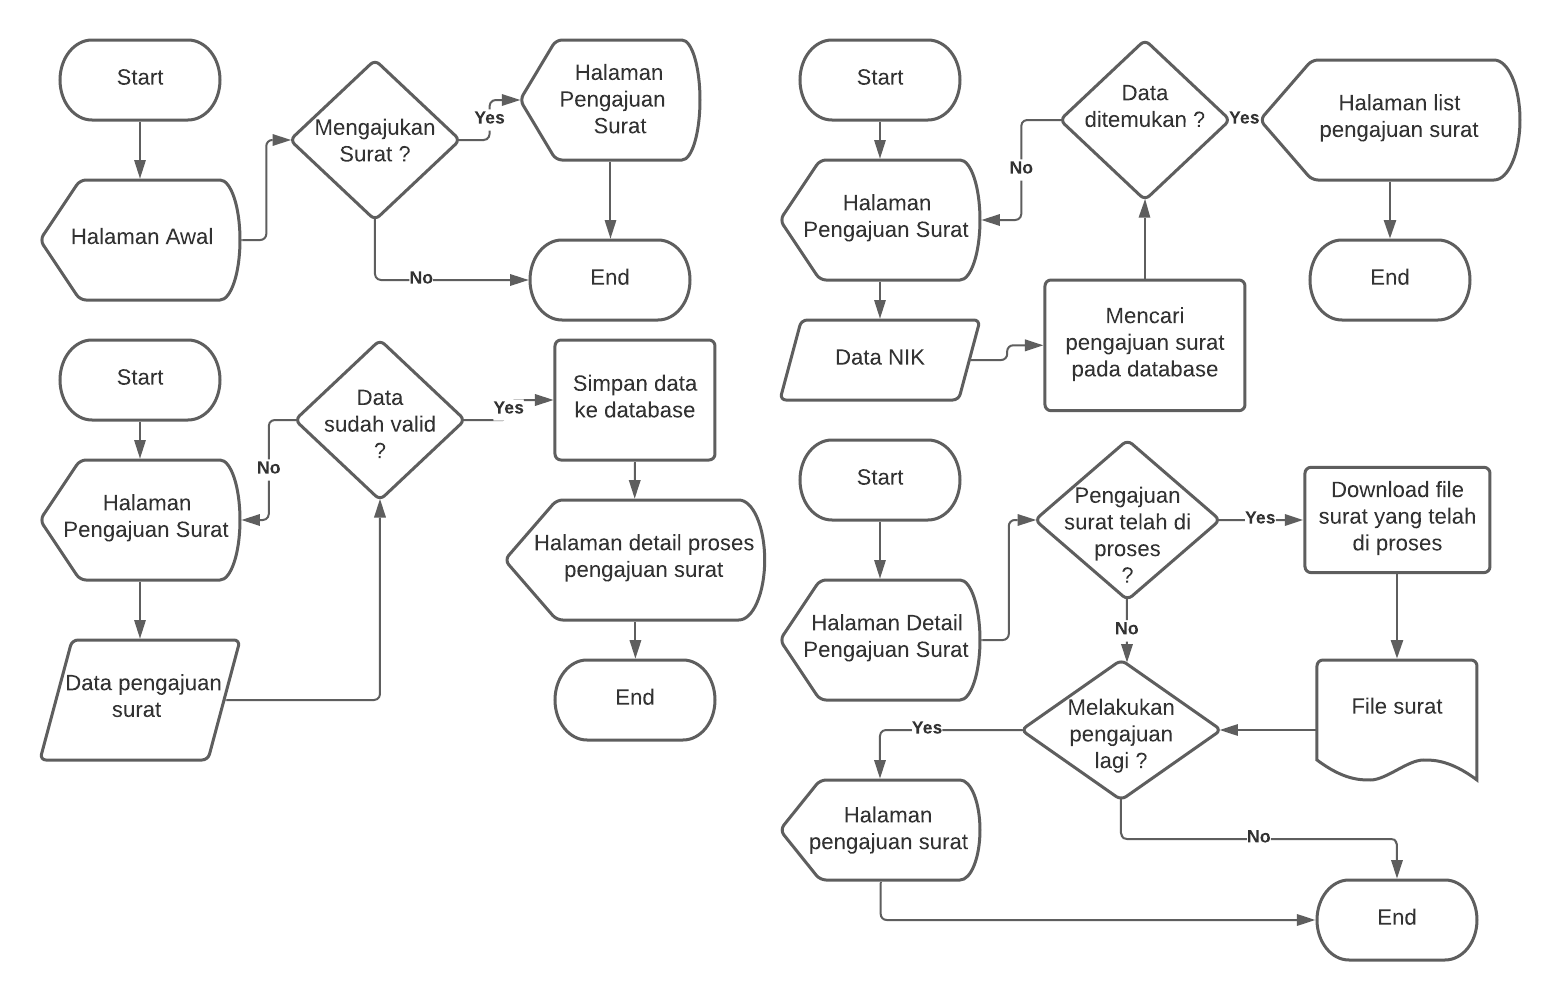 Start
Halaman Awal
Mengajukan
Surat ?
Yes
No
Halaman
Pengajuan
Surat
End
Start
Halaman
Pengajuan Surat
Data NIK
Mencari
pengajuan surat
pada database
Data
ditemukan ?
No
Yes
Halaman list
pengajuan surat
End
Start
Halaman
Pengajuan Surat
Data pengajuan
surat
Data
sudah valid
?
No
Yes
Simpan data
ke database
Halaman detail proses
pengajuan surat
End
Start
Halaman Detail
Pengajuan Surat
Pengajuan
surat telah di
proses
?
Yes
No
Download file
surat yang telah
di proses
File surat
Melakukan
pengajuan
lagi ?
Yes
No
Halaman
pengajuan surat
End